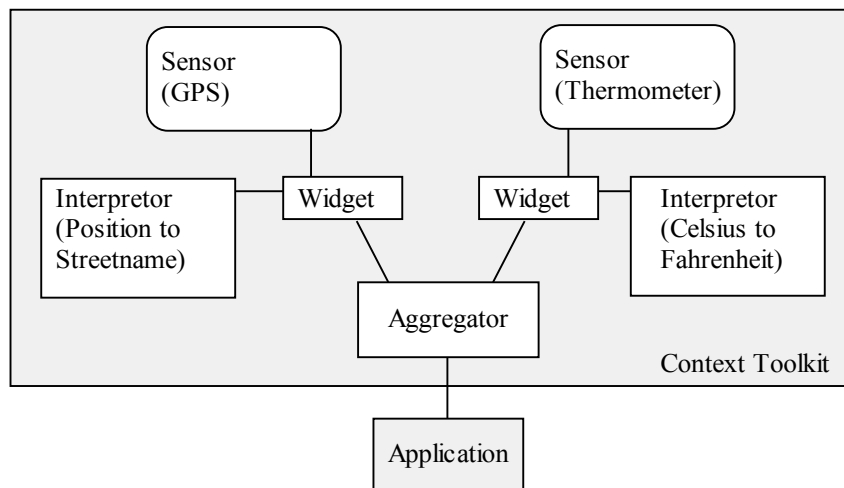 Sensor
(GPS)
Sensor
(Thermometer)
Interpretor
(Position to
Streetname)
Widget
Widget
Interpretor
(Celsius to
Fahrenheit)
Aggregator
Context Toolkit
Application